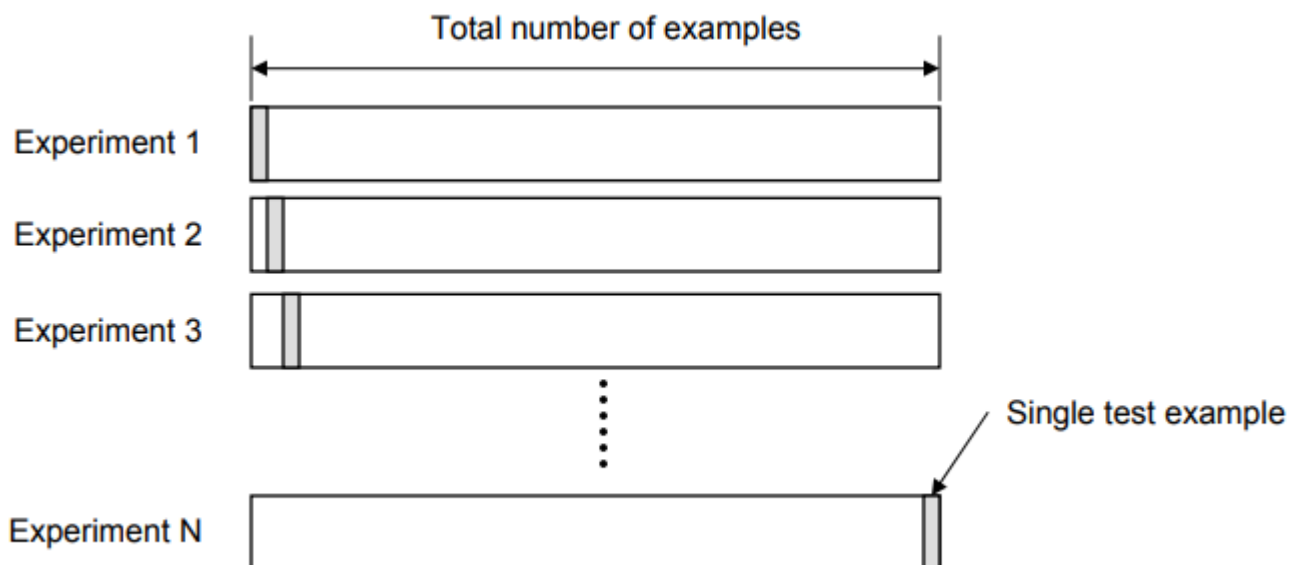 Total number of examples
Experiment 1
Experiment 2
Experiment 3
Single test example
Experiment N